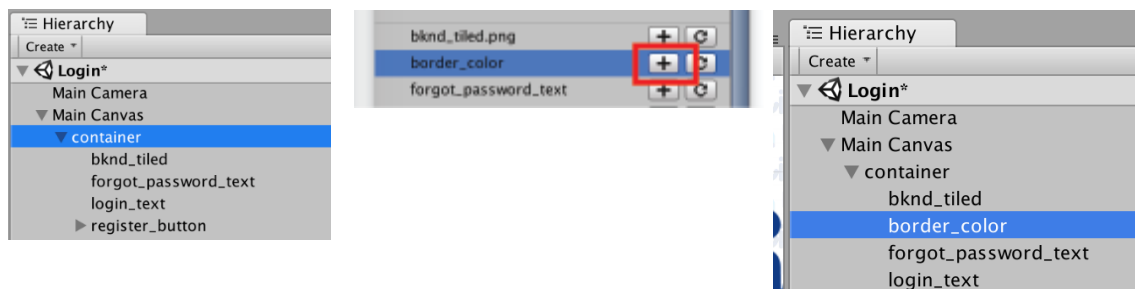 Hierarchy
Create
Login*
Main Camera
Main Canvas
container
bknd_tiled
forgot_password_text
login_text
register_button
bknd_tiled.png
border_color
forgot_password_text
Hierarchy
Create
Login*
Main Camera
Main Canvas
container
bknd_tiled
border_color
forgot_password_text
login_text